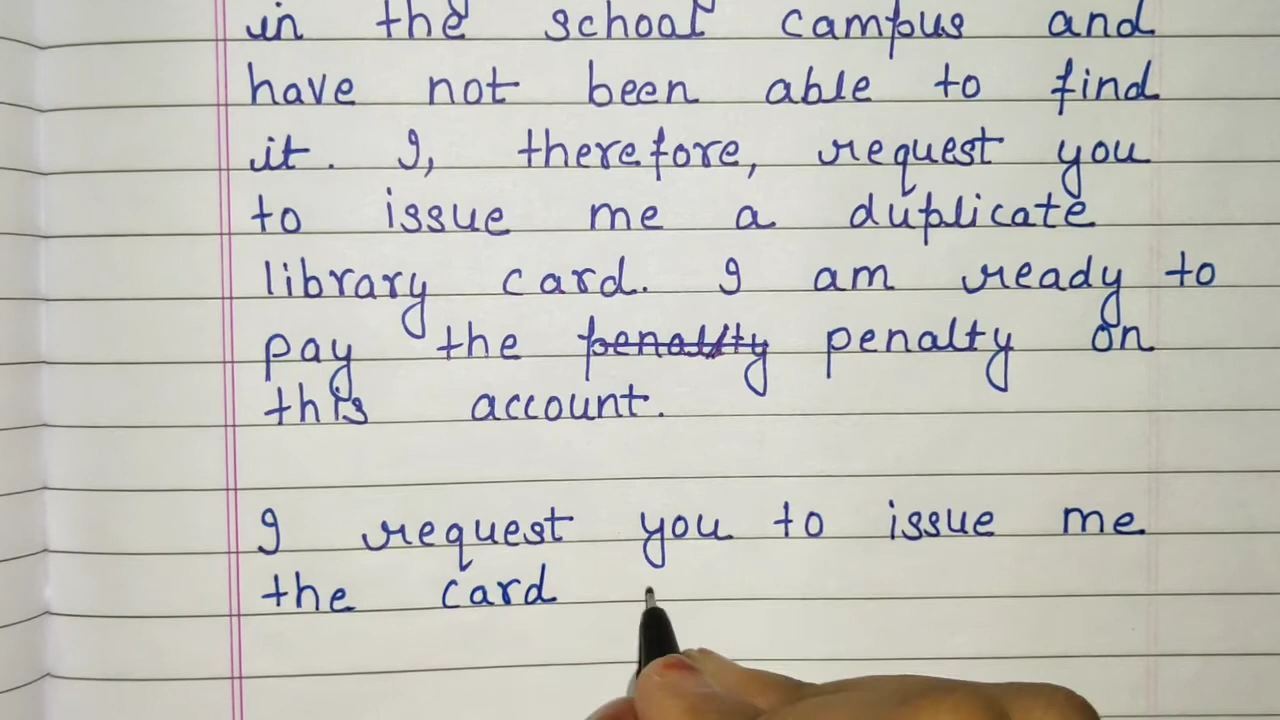 in the school campus and
have not been able to find
it. I, therefore, request you
to issue me a duplicate
library card. I am ready to
pay the penalty penalty on
this account.
I request you to issue me
the card